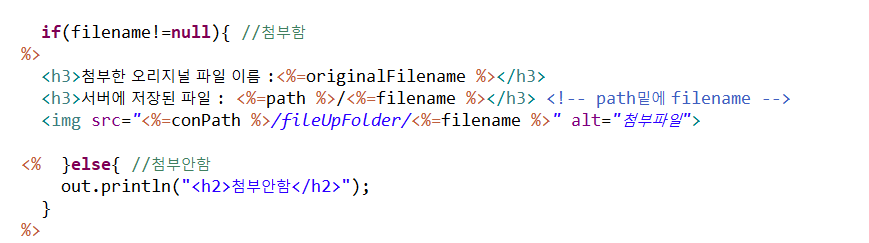 if(filename!=null){ //첨부함
%>
<h3>첨부한 오리지널 파일 이름 :<%=originalFilename %></h3>
<h3>서버에 저장된 파일 : <%=path %>/<%=filename %></h3> <!-- path밑에 filename -->
<img src="<%=conPath %>/fileUpFolder/<%=filename %>" alt="첨부파일">
<% }else{ //첨부안함
out.println("<h2>첨부안함</h2>");
}
%>